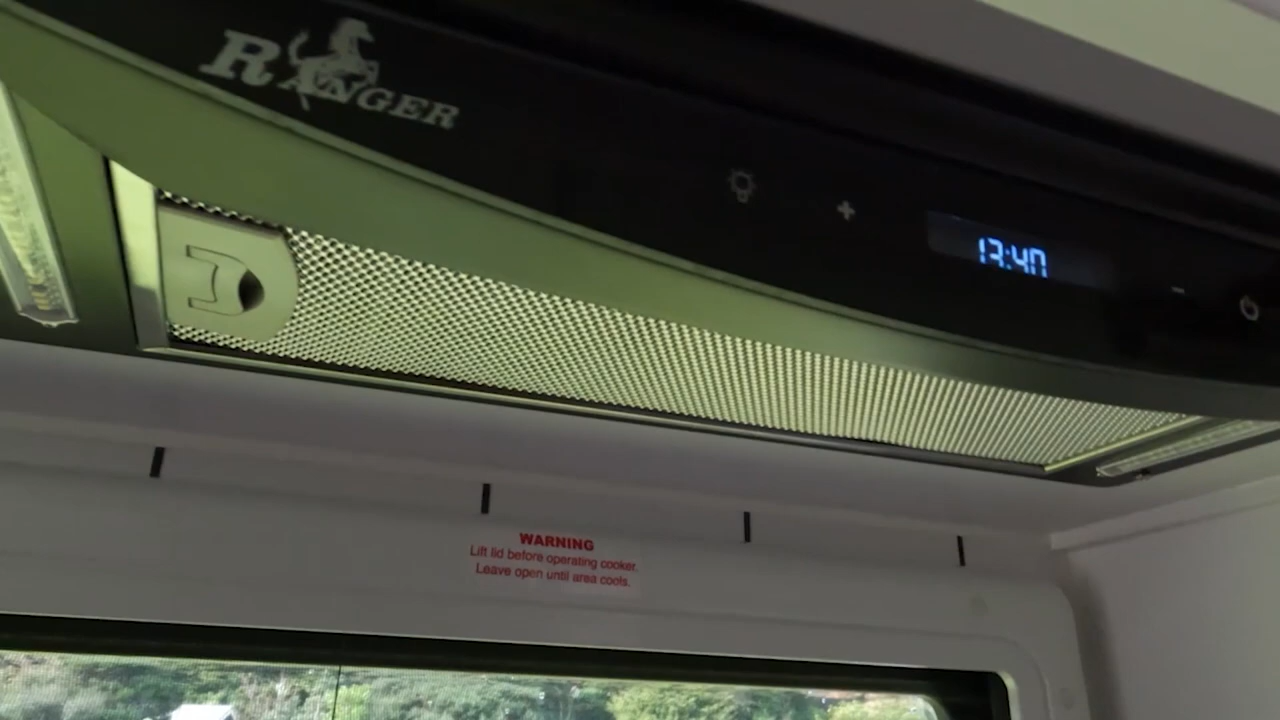 RANGER
13:40
WARNING
Lift lid before operating cooker.
Leave open until area cools.